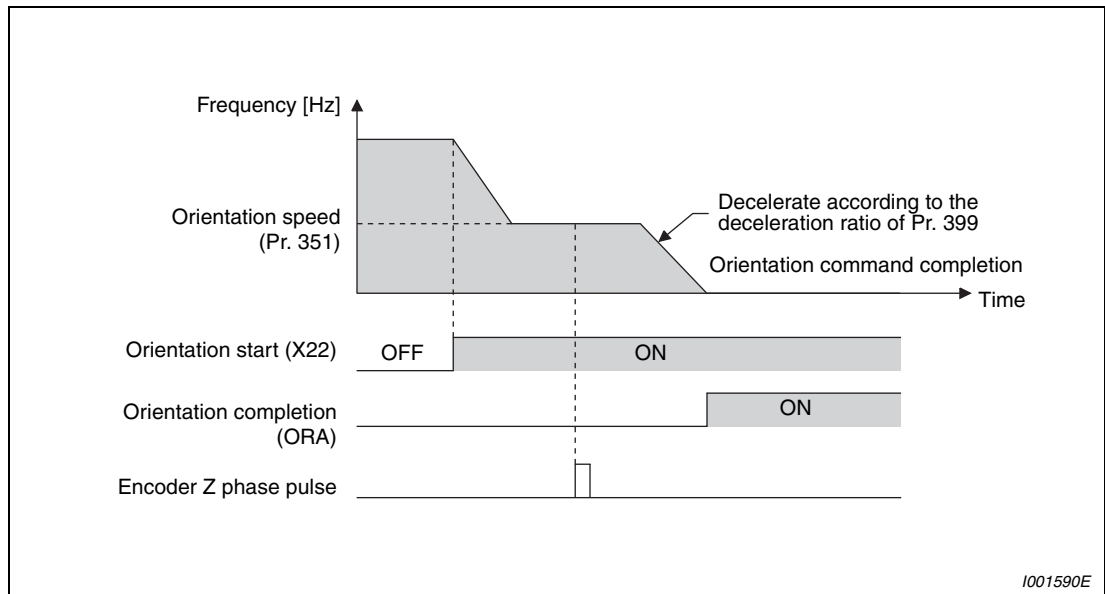 Frequency [Hz]
Orientation speed
(Pr. 351)
Decelerate according to the
deceleration ratio of Pr. 399
Orientation command completion
Time
Orientation start (X22)
OFF
ON
Orientation completion
(ORA)
ON
Encoder Z phase pulse
I001590E